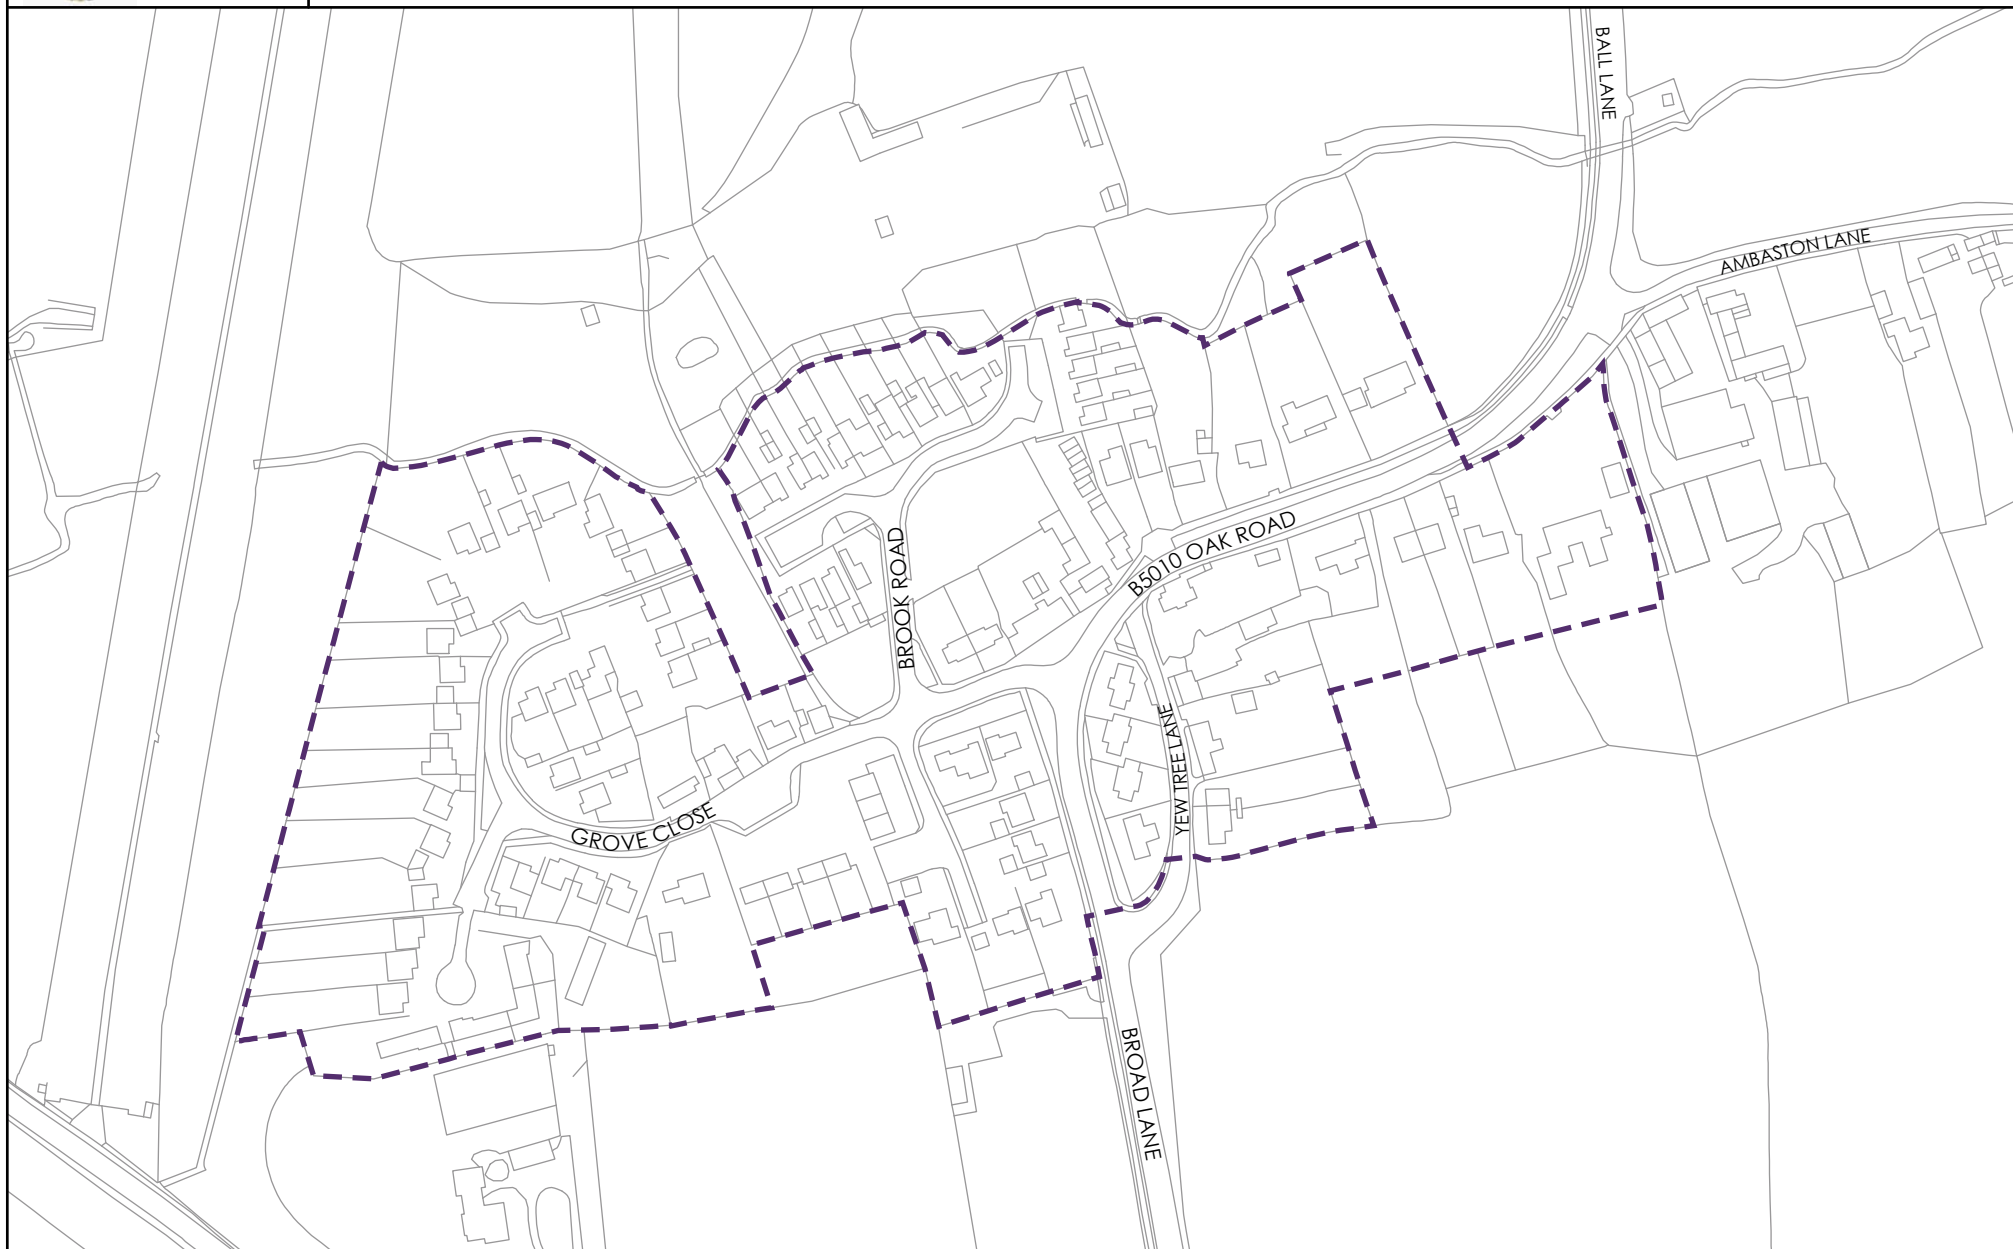 BALL LANE
AMBASTON LANE
B5010 OAK ROAD
BROOK ROAD
YEW TREE LANE
GROVE CLOSE
BROAD LANE